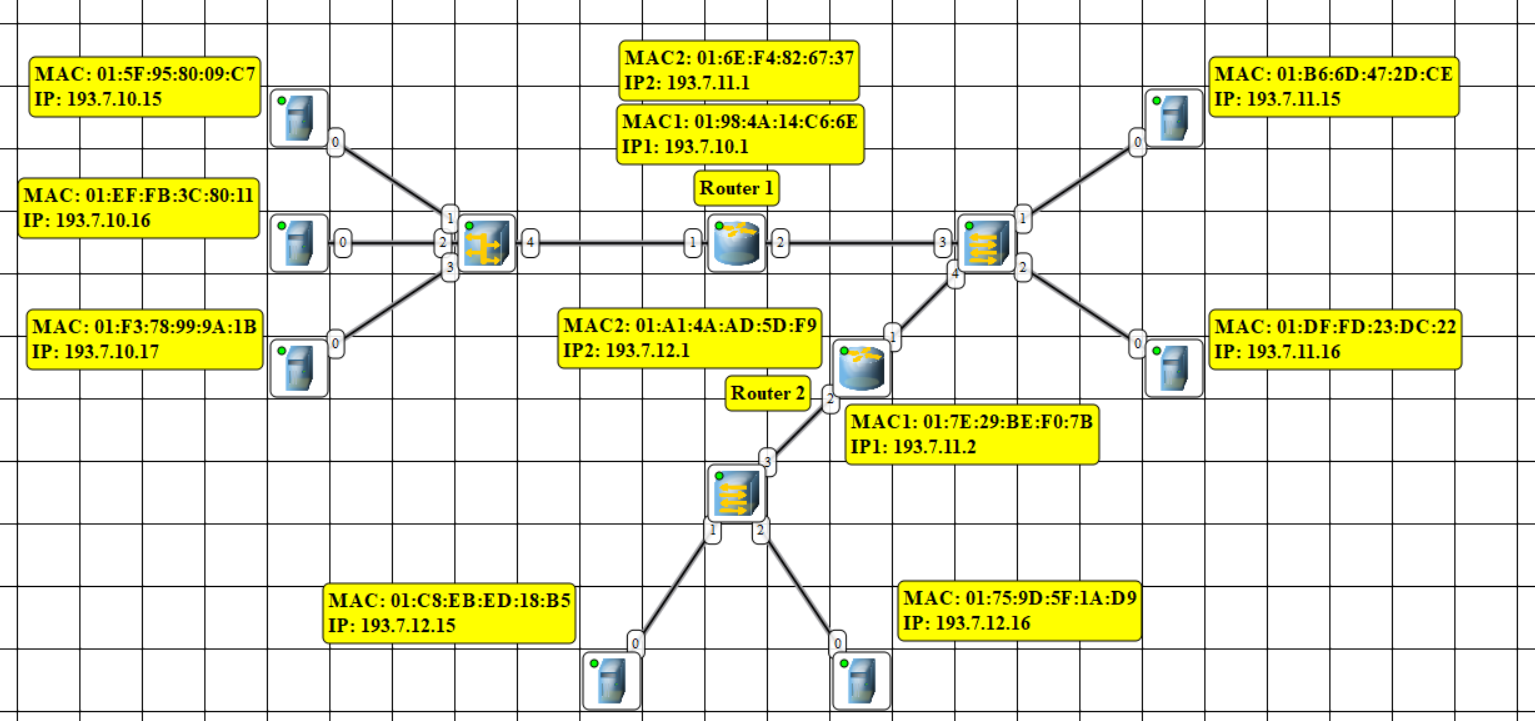 MAC: 01:5F:95:80:09:C7
IP: 193.7.10.15
MAC2: 01:6E:F4:82:67:37
IP2: 193.7.11.1
MAC1: 01:98:4A:14:C6:6E
IP1: 193.7.10.1
MAC: 01:B6:6D:47:2D:CE
IP: 193.7.11.15
0
0
MAC: 01:EF:FB:3C:80:11
IP: 193.7.10.16
Router 1
1
1
0
2
4
1
2
3
3
4
2
MAC: 01:F3:78:99:9A:1B
IP: 193.7.10.17
0
MAC2: 01:A1:4A:AD:5D:F9
IP2: 193.7.12.1
1
0
MAC: 01:DF:FD:23:DC:22
IP: 193.7.11.16
Router 2
2
MAC1: 01:7E:29:BE:F0:7B
IP1: 193.7.11.2
3
1
2
MAC: 01:C8:EB:ED:18:B5
IP: 193.7.12.15
MAC: 01:75:9D:5F:1A:D9
IP: 193.7.12.16
0
0